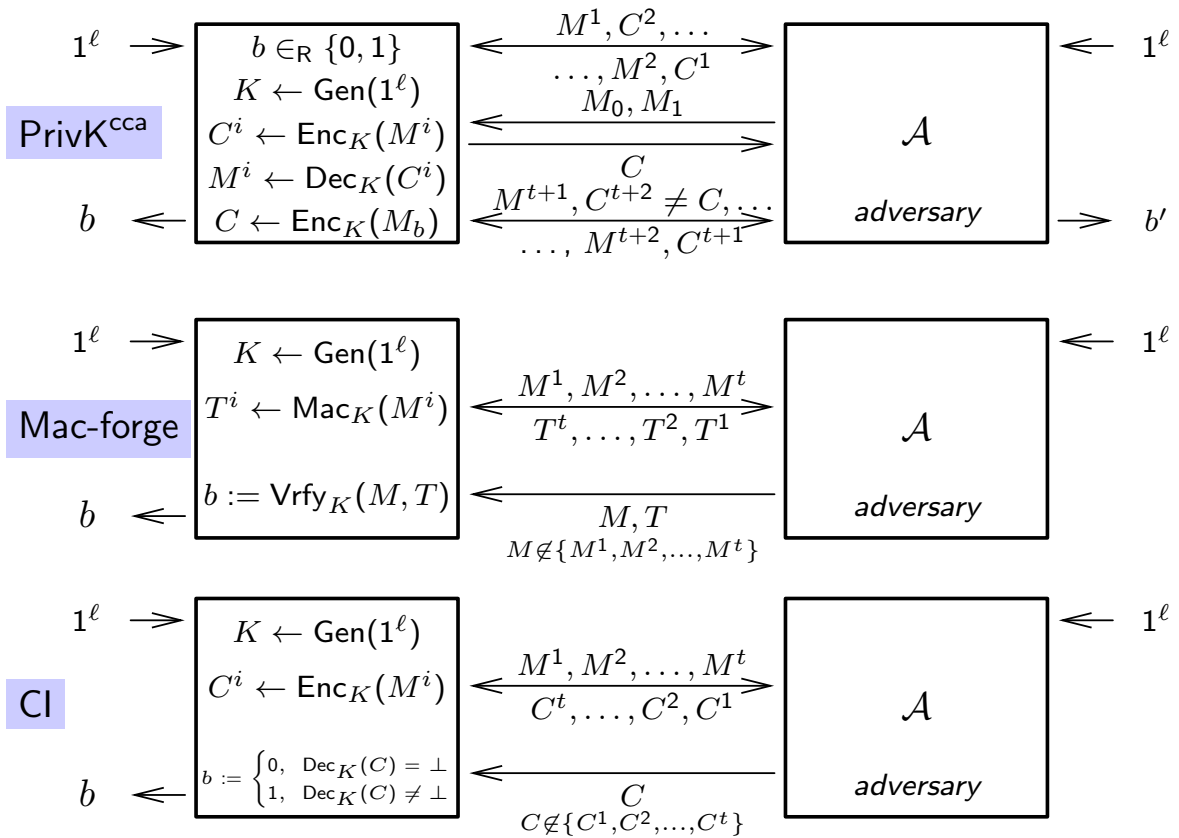 1^ℓ
b ∈_R {0, 1}
M^1, C^2, …
1^ℓ
…, M^2, C^1
K ← Gen(1^ℓ)
M_0, M_1
PrivK^cca
C^i ← Enc_K(M^i)
A
C
M^i ← Dec_K(C^i)
M^{t+1}, C^{t+2} ≠ C, …
b
C ← Enc_K(M_b)
adversary
b′
…, M^{t+2}, C^{t+1}
1^ℓ
K ← Gen(1^ℓ)
1^ℓ
M^1, M^2, …, M^t
Mac-forge
T^i ← Mac_K(M^i)
T^t, …, T^2, T^1
A
b
b := Vrfy_K(M, T)
adversary
M, T
M ∉ {M^1, M^2, …, M^t}
1^ℓ
K ← Gen(1^ℓ)
1^ℓ
M^1, M^2, …, M^t
CI
C^i ← Enc_K(M^i)
C^t, …, C^2, C^1
A
b
b := { 0, Dec_K(C) = ⊥
1, Dec_K(C) ≠ ⊥
adversary
C
C ∉ {C^1, C^2, …, C^t}